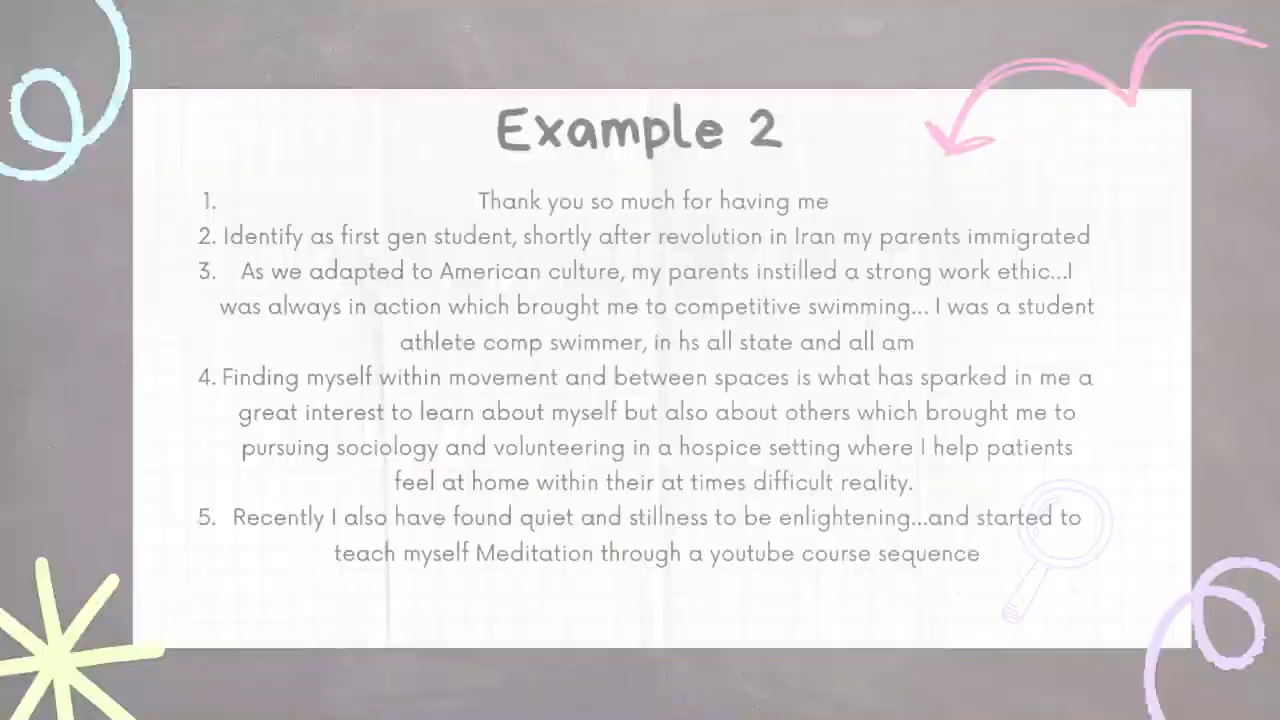 Example 2
1. Thank you so much for having me
2. Identify as first gen student, shortly after revolution in Iran my parents immigrated
3. As we adapted to American culture, my parents instilled a strong work ethic...I
was always in action which brought me to competitive swimming... I was a student
athlete comp swimmer, in hs all state and all am
4. Finding myself within movement and between spaces is what has sparked in me a
great interest to learn about myself but also about others which brought me to
pursuing sociology and volunteering in a hospice setting where I help patients
feel at home within their at times difficult reality.
5. Recently I also have found quiet and stillness to be enlightening...and started to
teach myself Meditation through a youtube course sequence